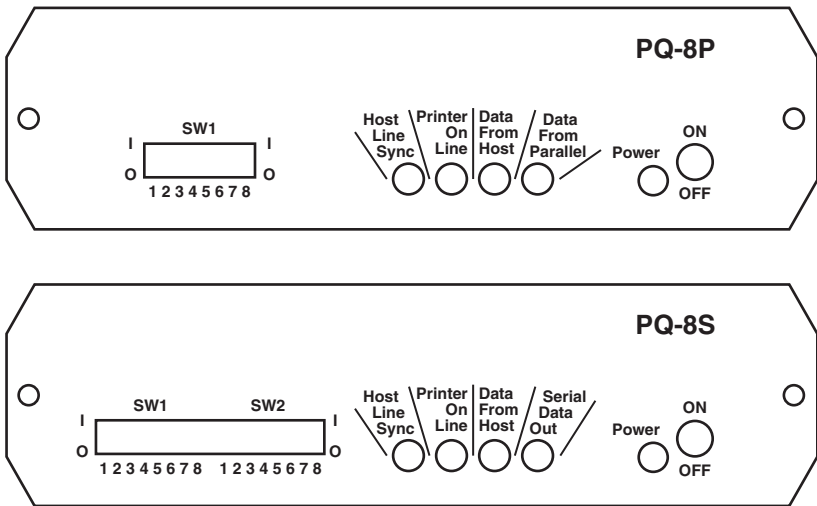 PQ-8P
SW1
I I
O O
1 2 3 4 5 6 7 8
Host
Line
Sync
Printer
On
Line
Data
From
Host
Data
From
Parallel
Power
ON
OFF
PQ-8S
SW1 SW2
I I
O O
1 2 3 4 5 6 7 8 1 2 3 4 5 6 7 8
Host
Line
Sync
Printer
On
Line
Data
From
Host
Serial
Data
Out
Power
ON
OFF